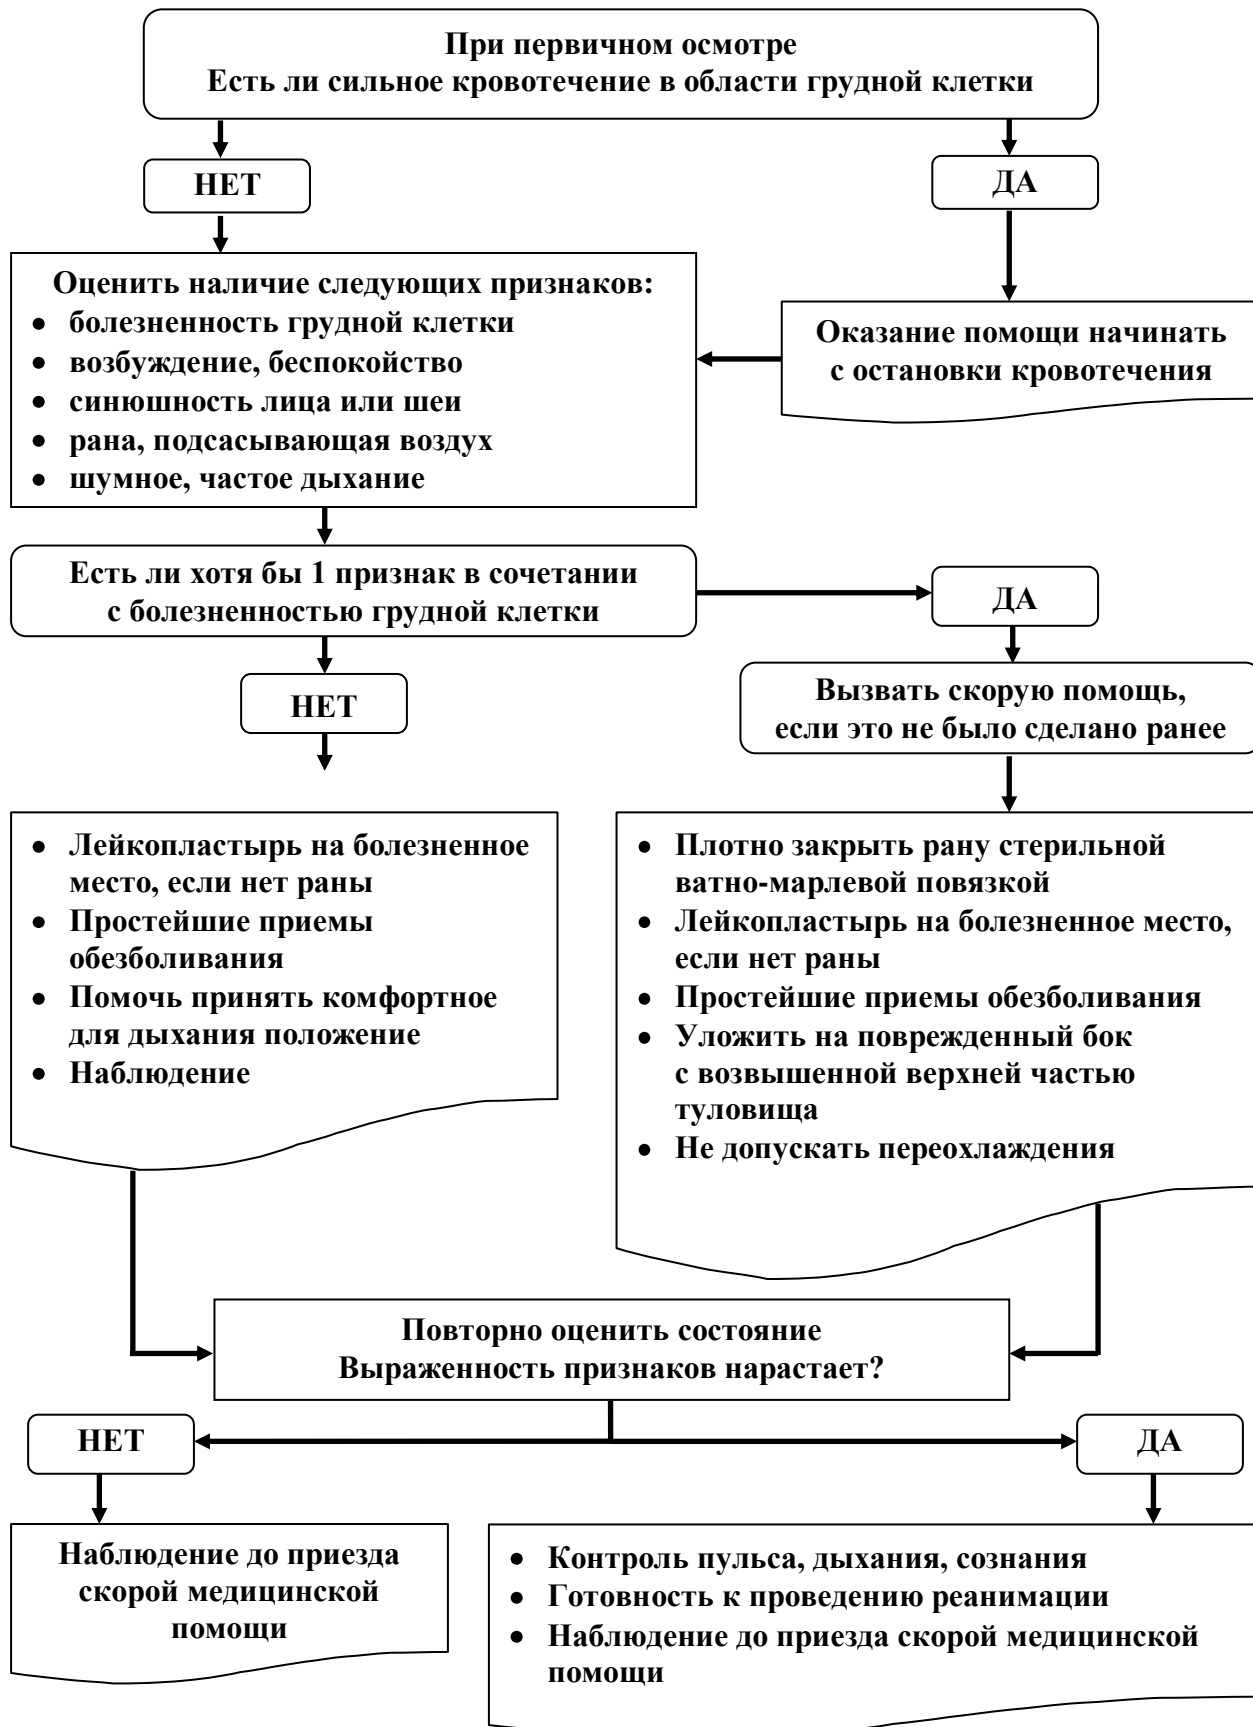 При первичном осмотре
Есть ли сильное кровотечение в области грудной клетки
НЕТ
ДА
Оценить наличие следующих признаков:
• болезненность грудной клетки
• возбуждение, беспокойство
• синюшность лица или шеи
• рана, подсасывающая воздух
• шумное, частое дыхание
Оказание помощи начинать
с остановки кровотечения
Есть ли хотя бы 1 признак в сочетании
с болезненностью грудной клетки
ДА
НЕТ
Вызвать скорую помощь,
если это не было сделано ранее
• Лейкопластырь на болезненное
место, если нет раны
• Простейшие приемы
обезболивания
• Помочь принять комфортное
для дыхания положение
• Наблюдение
• Плотно закрыть рану стерильной
ватно-марлевой повязкой
• Лейкопластырь на болезненное место,
если нет раны
• Простейшие приемы обезболивания
• Уложить на поврежденный бок
с возвышенной верхней частью
туловища
• Не допускать переохлаждения
Повторно оценить состояние
Выраженность признаков нарастает?
НЕТ
ДА
Наблюдение до приезда
скорой медицинской
помощи
• Контроль пульса, дыхания, сознания
• Готовность к проведению реанимации
• Наблюдение до приезда скорой медицинской
помощи